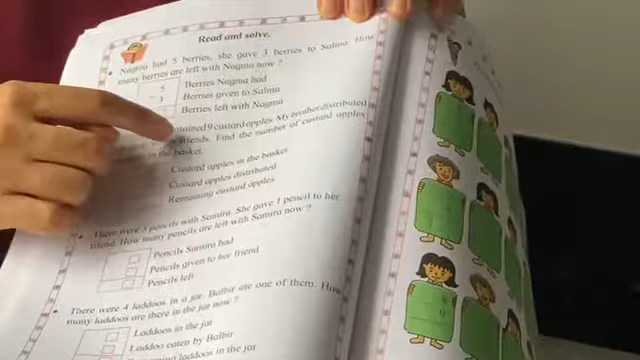 Read and solve.
Nagma had 5 berries, she gave 3 berries to Salma. How
many berries are left with Nagma now ?
5 Berries Nagma had
3 Berries given to Salma
Berries left with Nagma
9 custard apples. My brother distributed
friends. Find the number of custard apples
the basket.
Custard apples in the basket
Custard apples distributed
Remaining custard apples
There were 3 pencils with Samira. She gave 1 pencil to her
friend. How many pencils are left with Samira now ?
Pencils Samira had
Pencils given to her friend
Pencils left
There were 4 laddoos in a jar. Balbir ate one of them. How
many laddoos are there in the jar now ?
Laddoos in the jar
Laddoo eaten by Balbir
laddoos in the jar